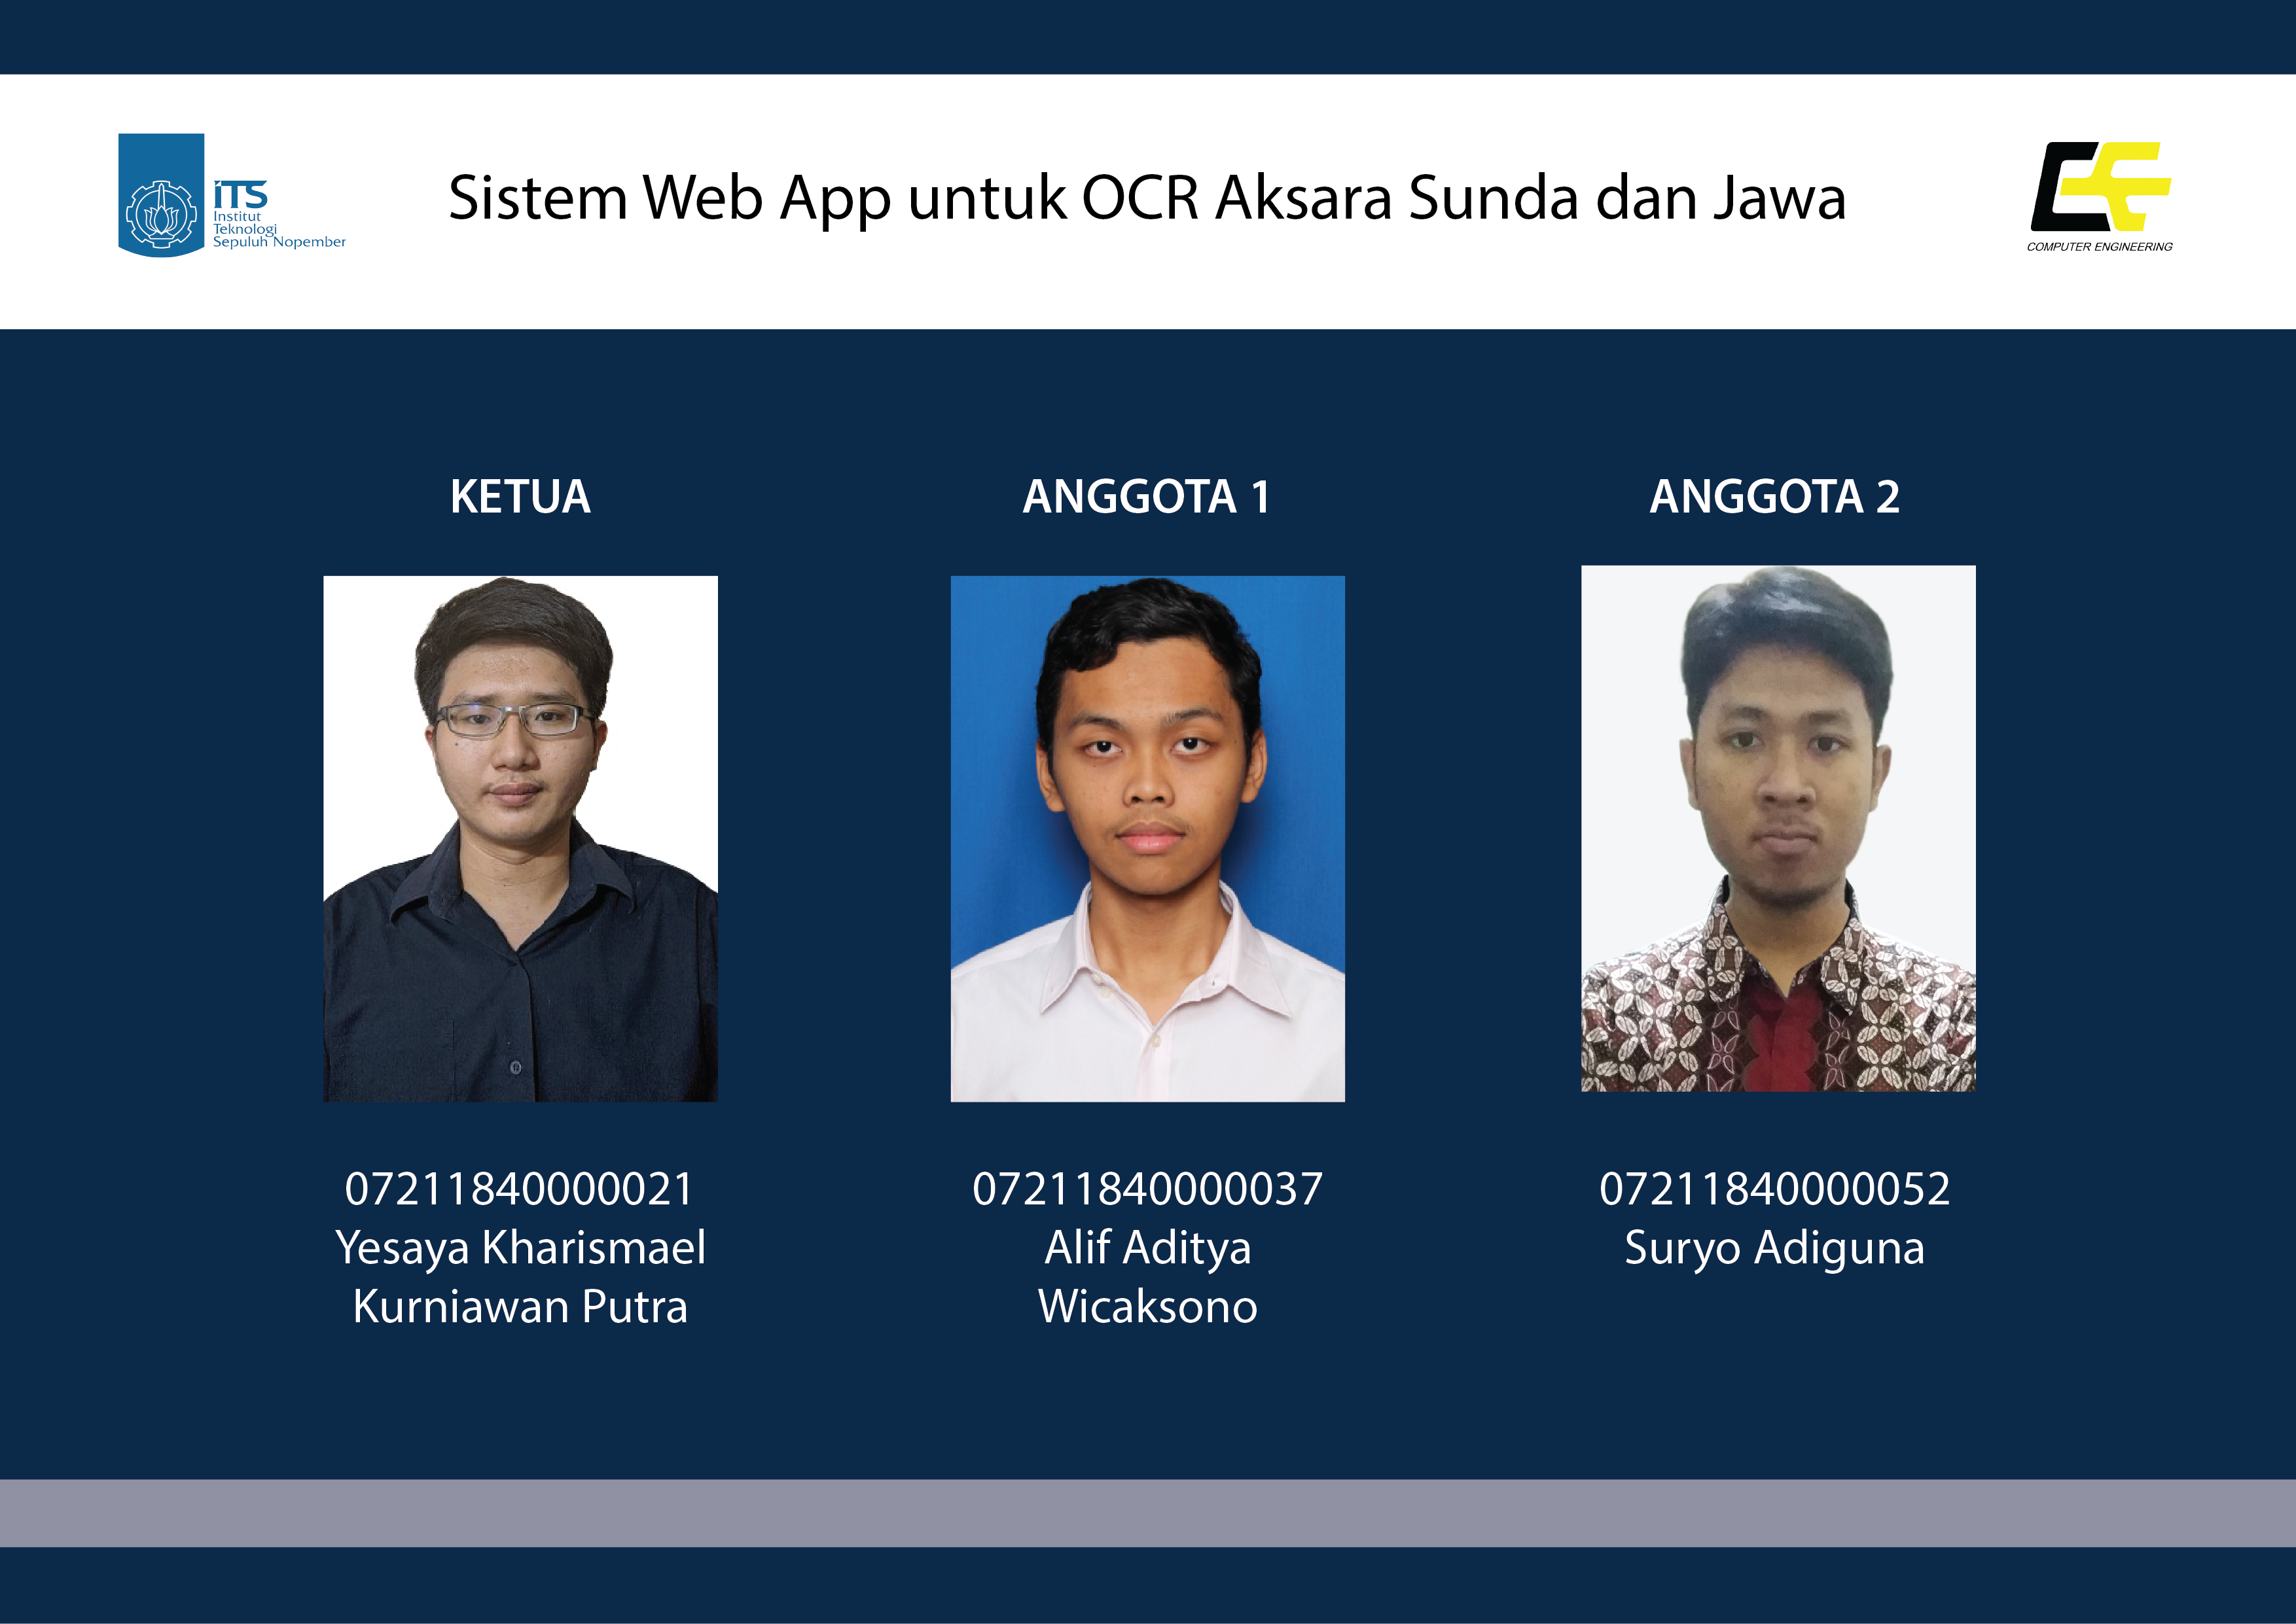 iTS
Institut
Teknologi
Sepuluh Nopember
Sistem Web App untuk OCR Aksara Sunda dan Jawa
CE
COMPUTER ENGINEERING
KETUA
ANGGOTA 1
ANGGOTA 2
07211840000021
Yesaya Kharismael
Kurniawan Putra
07211840000037
Alif Aditya
Wicaksono
07211840000052
Suryo Adiguna